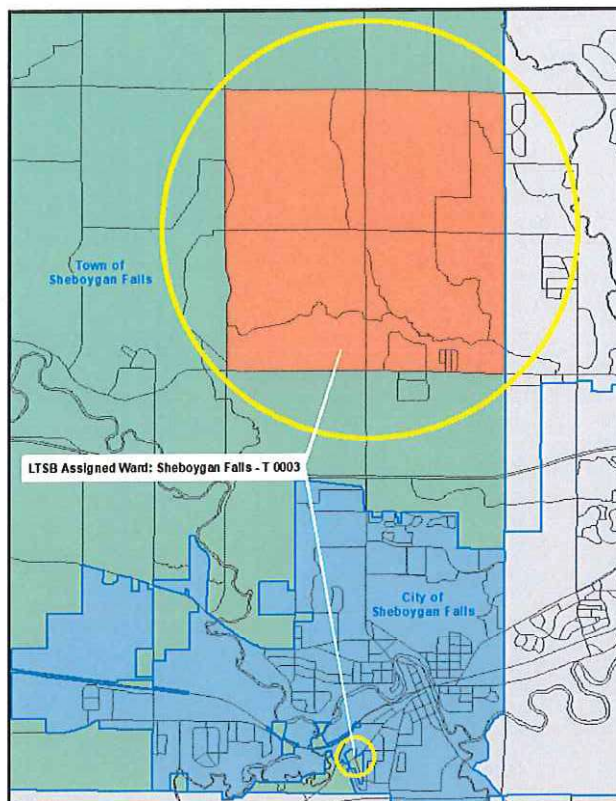 Town of
Sheboygan Falls
LTSB Assigned Ward: Sheboygan Falls - T 0003
City of
Sheboygan Falls